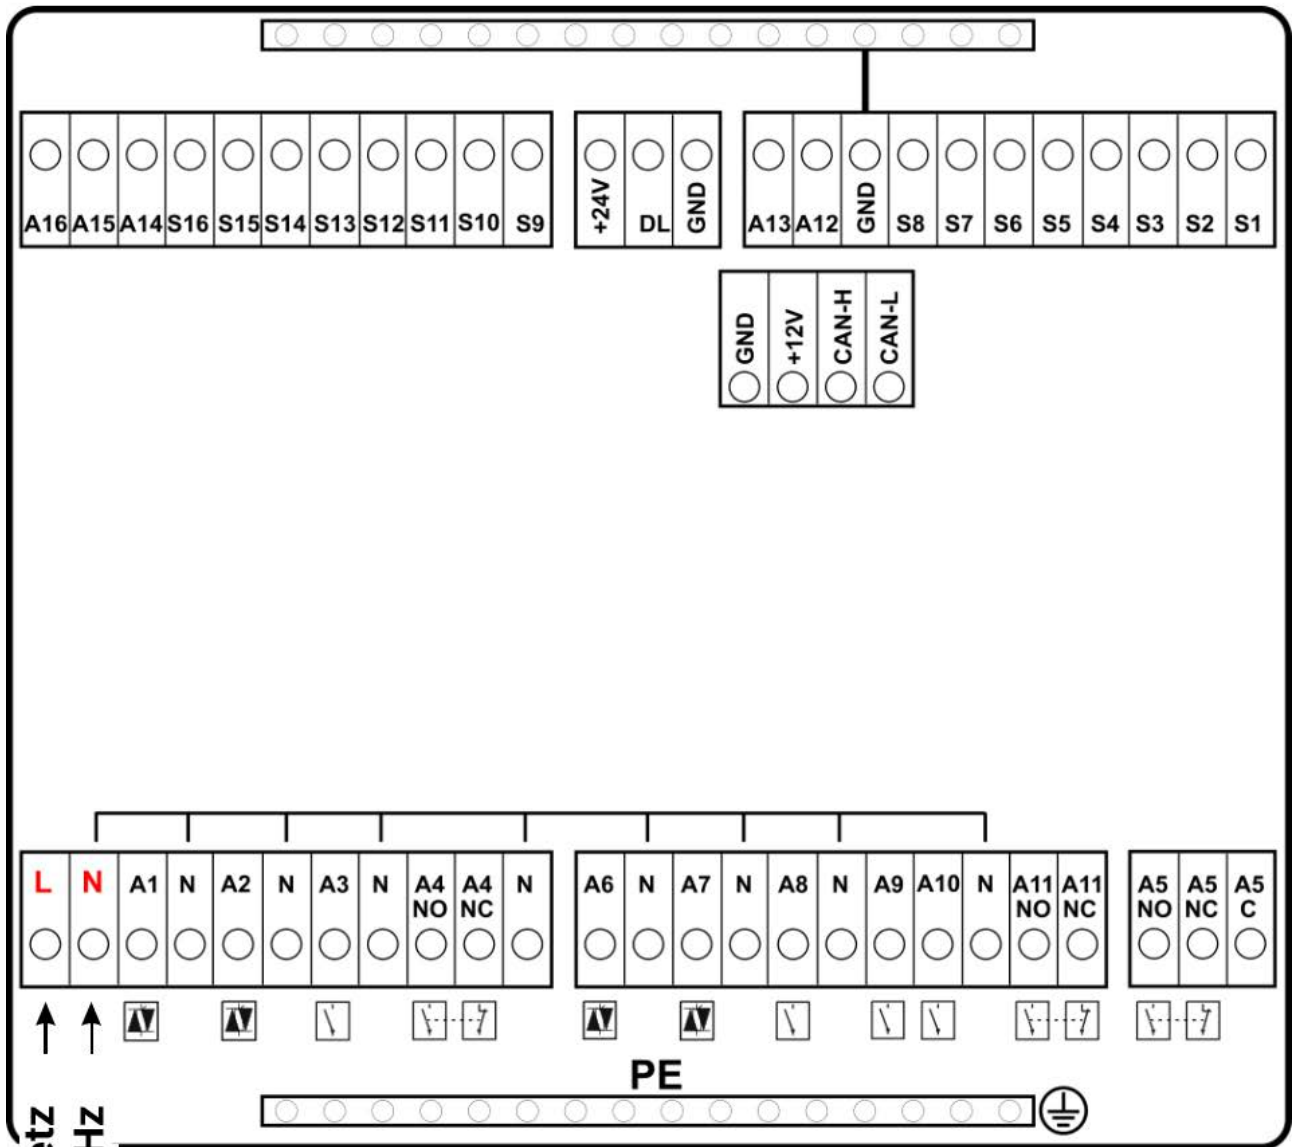 A16 A15 A14 S16 S15 S14 S13 S12 S11 S10 S9 +24V DL GND A13 A12 GND S8 S7 S6 S5 S4 S3 S2 S1
GND +12V CAN-H CAN-L
L N A1 N A2 N A3 N A4 NO A4 NC N A6 N A7 N A8 N A9 A10 N A11 NO A11 NC A5 NO A5 NC A5 C
PE
etz
Hz